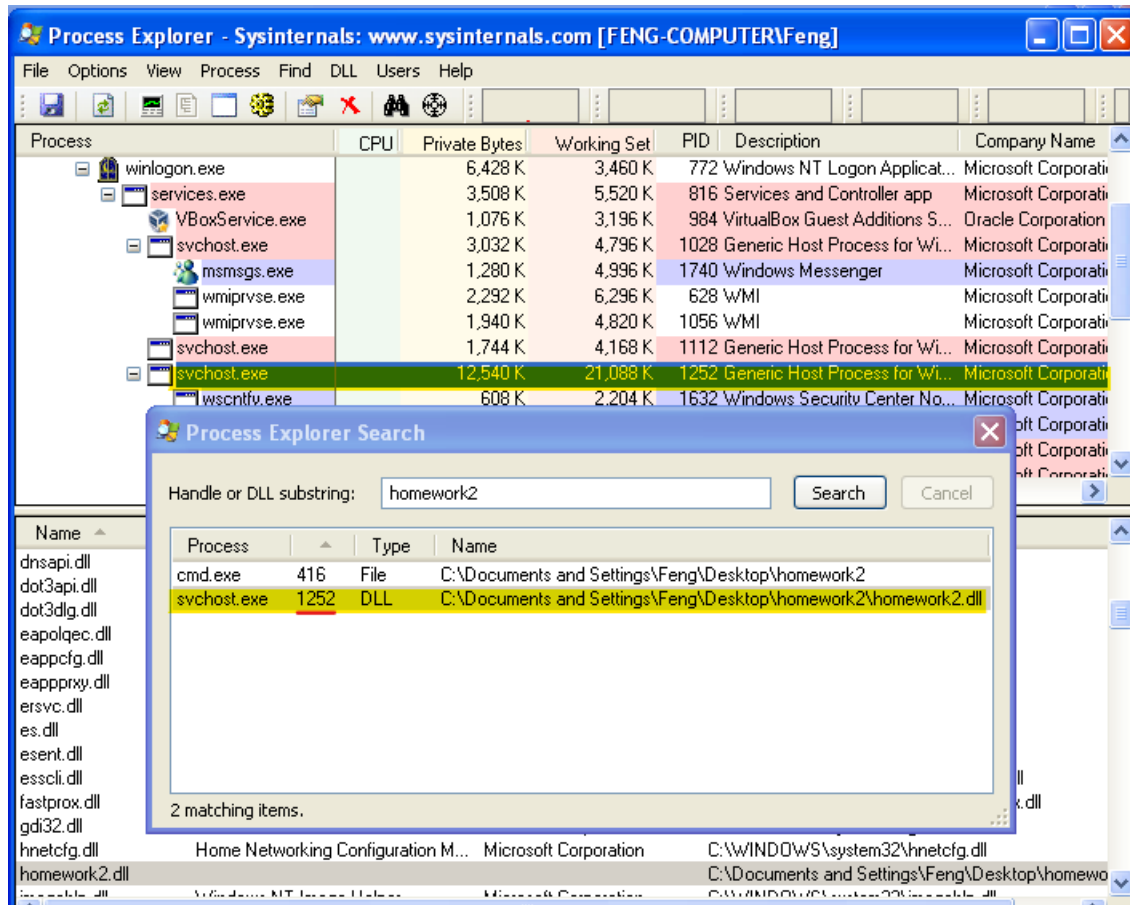 Process Explorer - Sysinternals: www.sysinternals.com [FENG-COMPUTER\Feng]
File Options View Process Find DLL Users Help
Process CPU Private Bytes Working Set PID Description Company Name
winlogon.exe 6,428 K 3,460 K 772 Windows NT Logon Applicat... Microsoft Corporati
services.exe 3,508 K 5,520 K 816 Services and Controller app Microsoft Corporati
VBoxService.exe 1,076 K 3,196 K 984 VirtualBox Guest Additions S... Oracle Corporation
svchost.exe 3,032 K 4,796 K 1028 Generic Host Process for Wi... Microsoft Corporati
msmsgs.exe 1,280 K 4,996 K 1740 Windows Messenger Microsoft Corporati
wmiprvse.exe 2,292 K 6,296 K 628 WMI Microsoft Corporati
wmiprvse.exe 1,940 K 4,820 K 1056 WMI Microsoft Corporati
svchost.exe 1,744 K 4,168 K 1112 Generic Host Process for Wi... Microsoft Corporati
svchost.exe 12,540 K 21,088 K 1252 Generic Host Process for Wi... Microsoft Corporati
wscntfy.exe 608 K 2,204 K 1632 Windows Security Center No... Microsoft Corporati
oft Corporati
oft Corporati
oft Corporati
Process Explorer Search
Handle or DLL substring: homework2 Search Cancel
Process Type Name
cmd.exe 416 File C:\Documents and Settings\Feng\Desktop\homework2
svchost.exe 1252 DLL C:\Documents and Settings\Feng\Desktop\homework2\homework2.dll
2 matching items.
Name
dnsapi.dll
dot3api.dll
dot3dlg.dll
eapolqec.dll
eappcfg.dll
eappprxy.dll
ersvc.dll
es.dll
esent.dll
esscli.dll ll
fastprox.dll x.dll
gdi32.dll
hnetcfg.dll Home Networking Configuration M... Microsoft Corporation C:\WINDOWS\system32\hnetcfg.dll
homework2.dll C:\Documents and Settings\Feng\Desktop\homewo